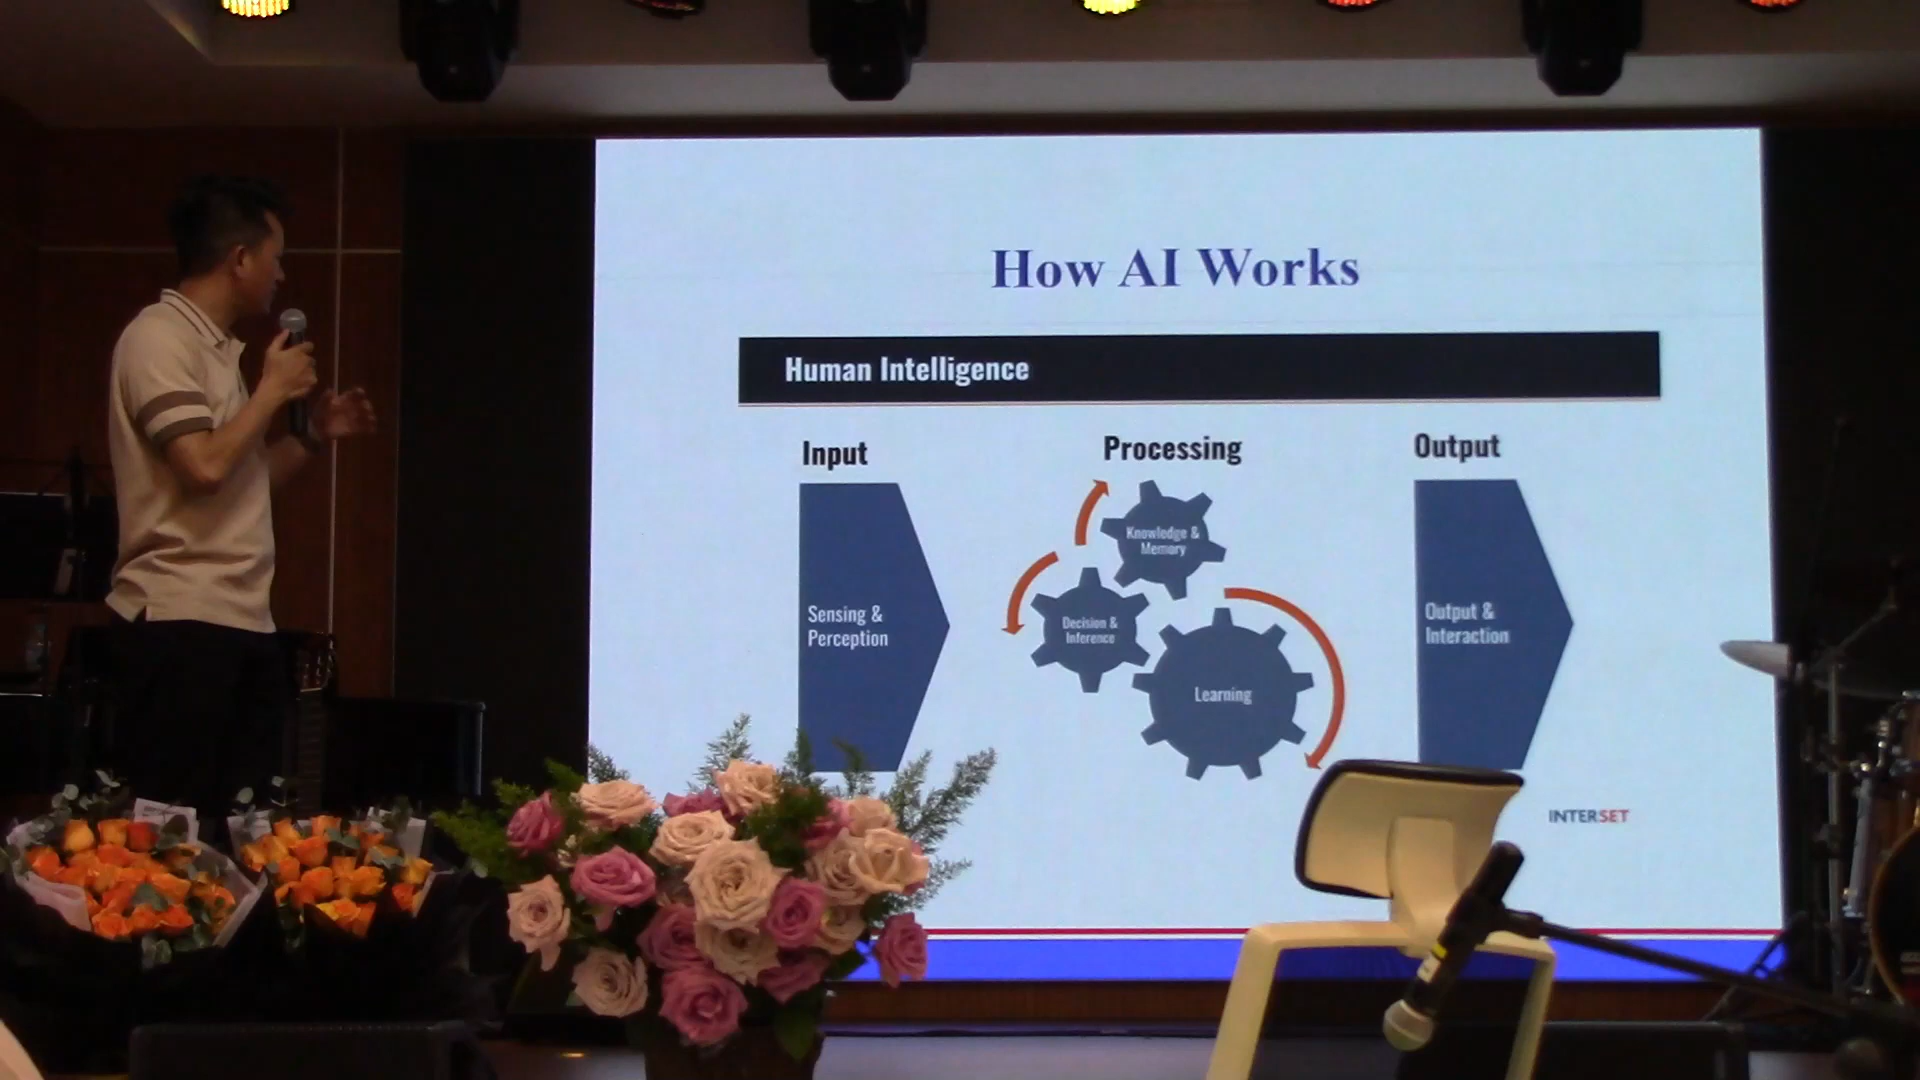 How AI Works
Human Intelligence
Input
Processing
Output
Sensing &
Perception
Knowledge &
Memory
Decision &
Inference
Learning
Output &
Interaction
INTERSET